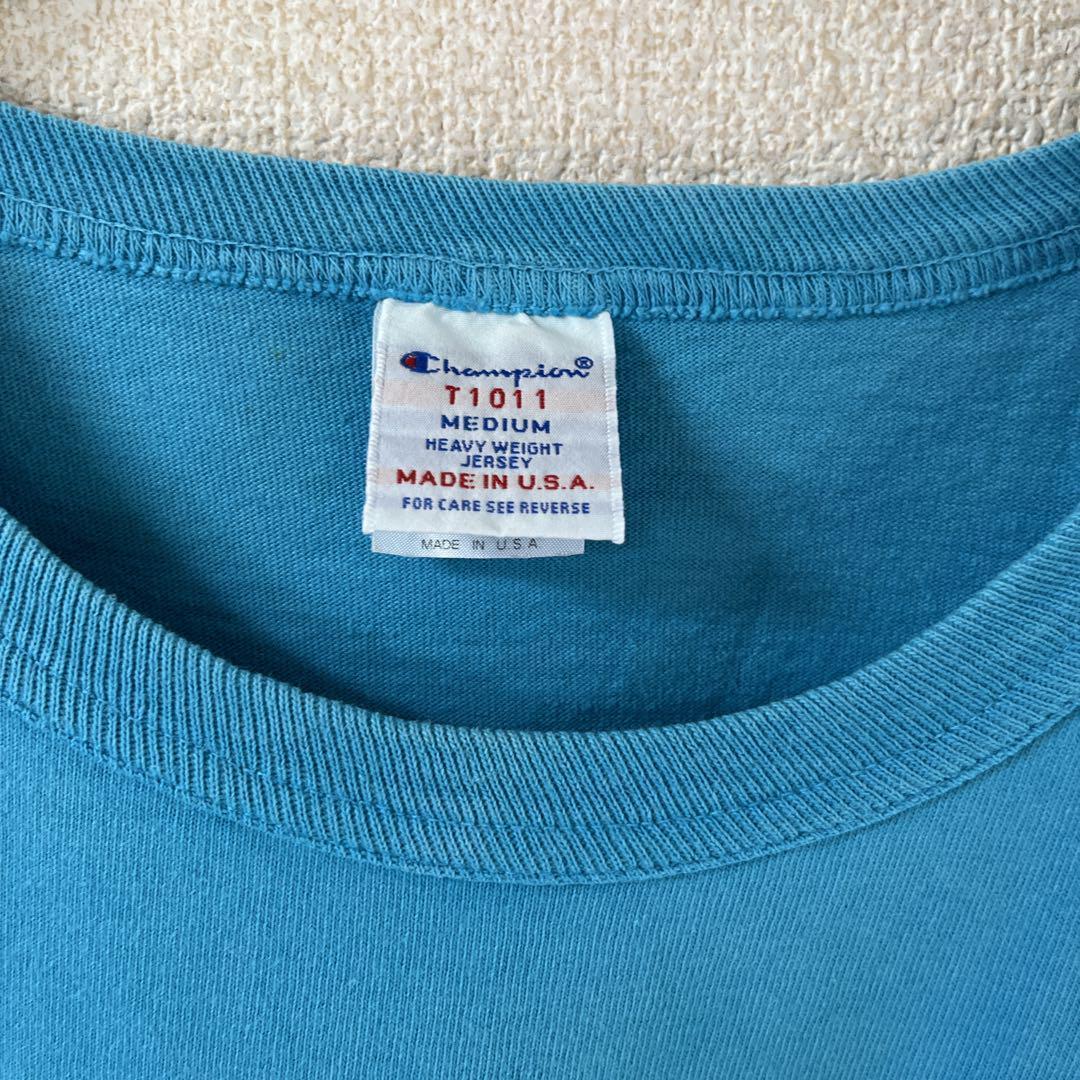 Champion®
T1011
MEDIUM
HEAVY WEIGHT
JERSEY
MADE IN U.S.A.
FOR CARE SEE REVERSE
MADE IN U.S.A